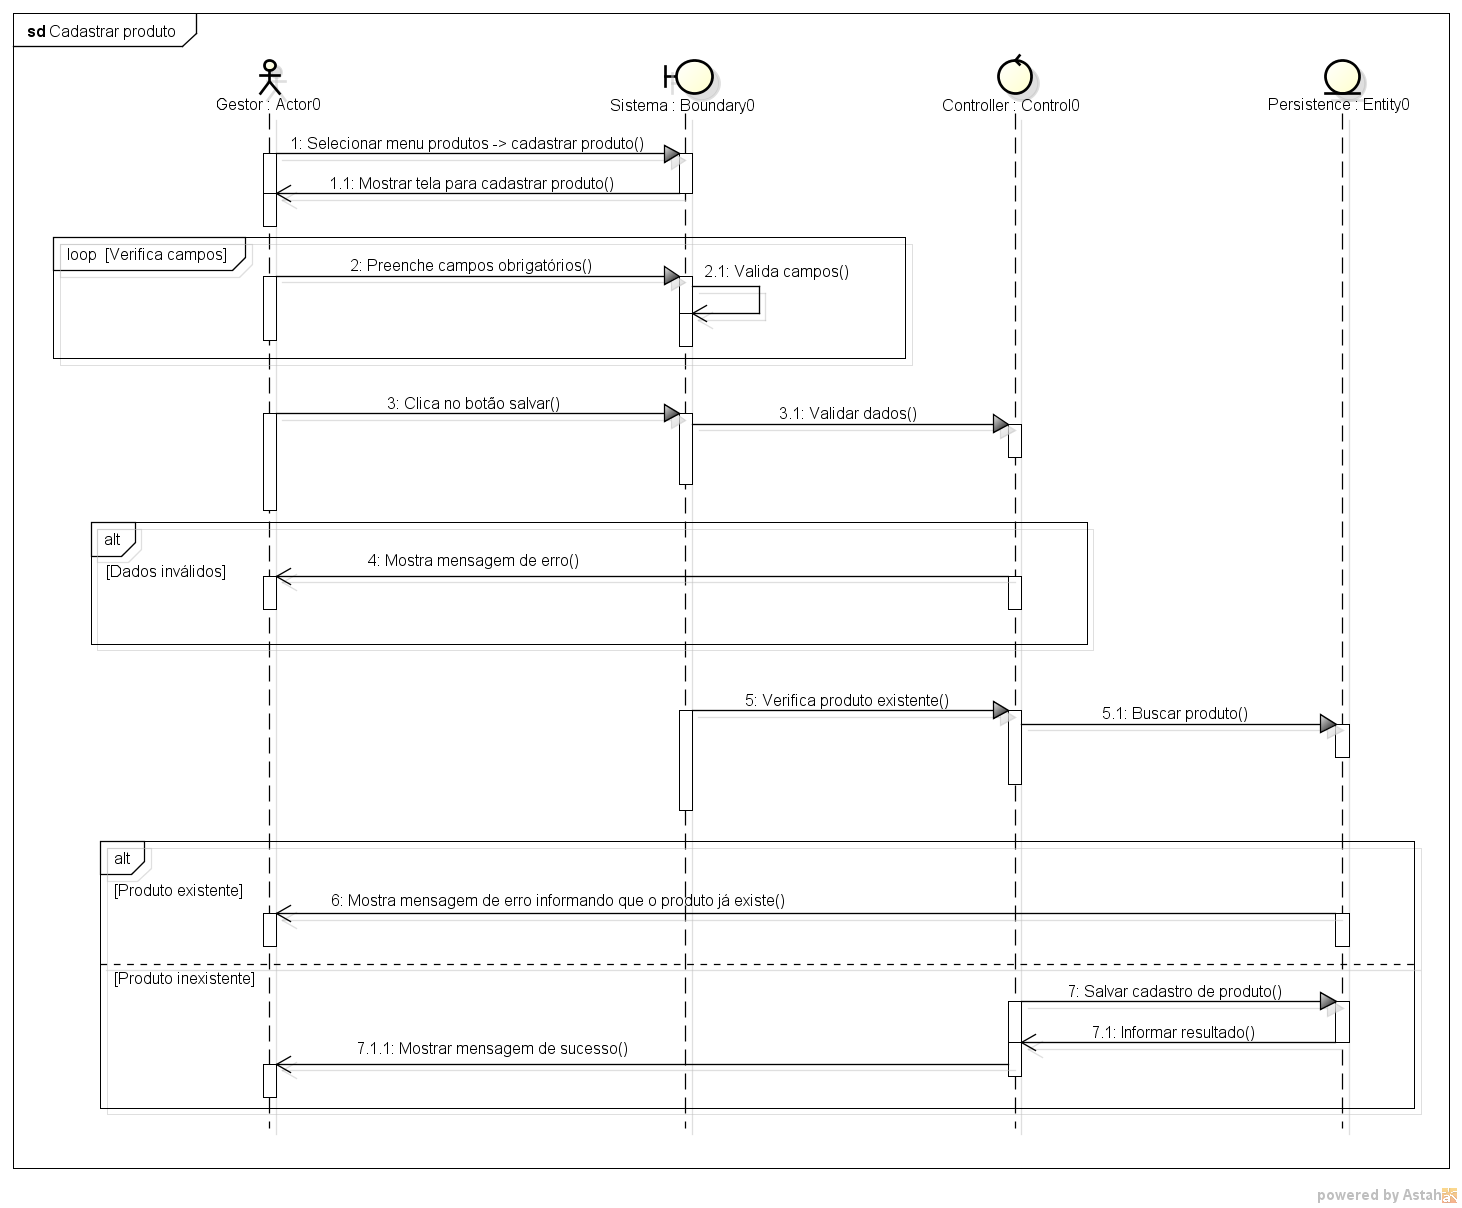 sd Cadastrar produto
Gestor : Actor0
Sistema : Boundary0
Controller : Control0
Persistence : Entity0
1: Selecionar menu produtos -> cadastrar produto()
1.1: Mostrar tela para cadastrar produto()
loop [Verifica campos]
2: Preenche campos obrigatórios()
2.1: Valida campos()
3: Clica no botão salvar()
3.1: Validar dados()
alt
[Dados inválidos]
4: Mostra mensagem de erro()
5: Verifica produto existente()
5.1: Buscar produto()
alt
[Produto existente]
6: Mostra mensagem de erro informando que o produto já existe()
[Produto inexistente]
7: Salvar cadastro de produto()
7.1: Informar resultado()
7.1.1: Mostrar mensagem de sucesso()
powered by Astah